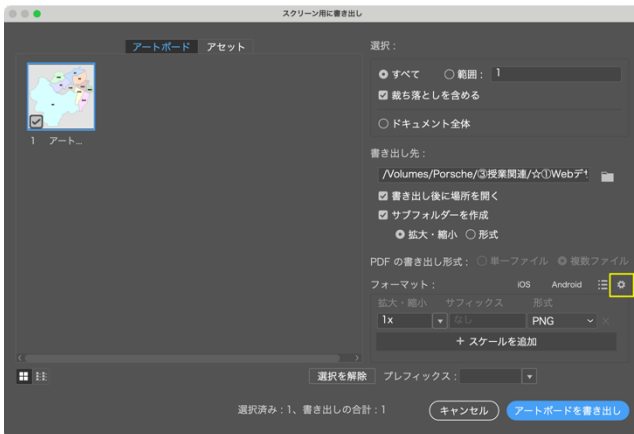 スクリーン用に書き出し
アートボード アセット
1 アート...
選択を解除 プレフィックス：
選択：
すべて 範囲： 1
裁ち落としを含める
ドキュメント全体
書き出し先：
/Volumes/Porsche/③授業関連/☆①Webデサ
書き出し後に場所を開く
サブフォルダーを作成
拡大・縮小 形式
PDF の書き出し形式： 単一ファイル 複数ファイル
フォーマット： iOS Android
拡大・縮小 サフィックス 形式
1x なし PNG
+ スケールを追加
選択済み：1、書き出しの合計：1 キャンセル アートボードを書き出し